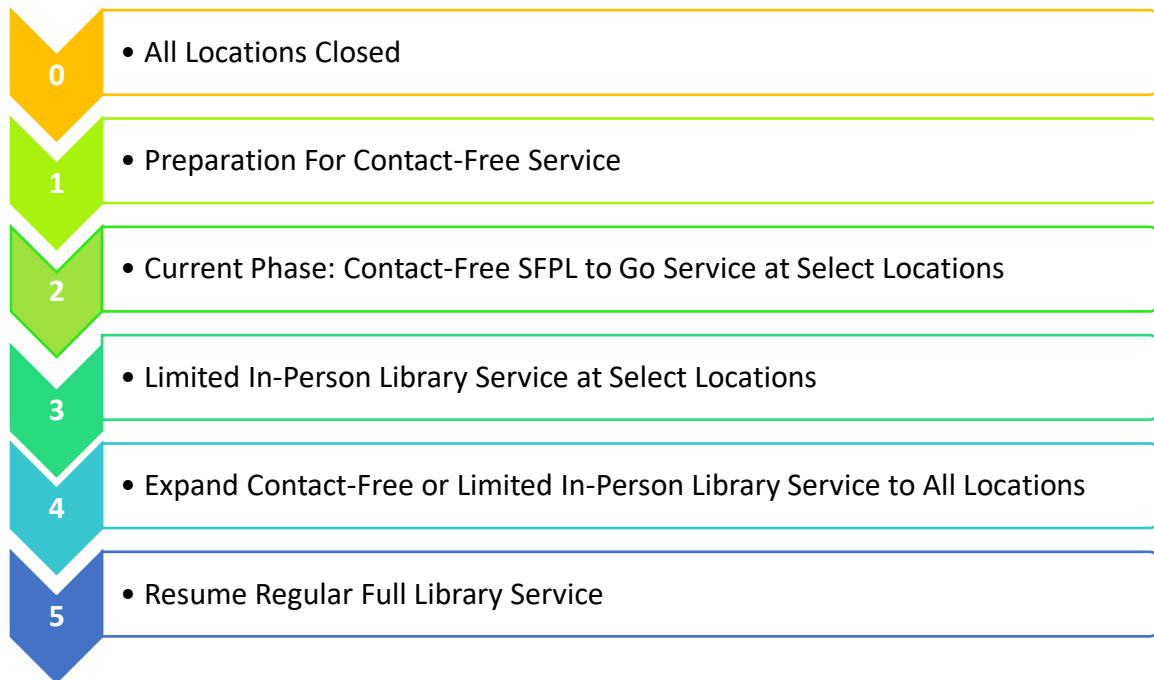 0
• All Locations Closed
1
• Preparation For Contact-Free Service
2
• Current Phase: Contact-Free SFPL to Go Service at Select Locations
3
• Limited In-Person Library Service at Select Locations
4
• Expand Contact-Free or Limited In-Person Library Service to All Locations
5
• Resume Regular Full Library Service